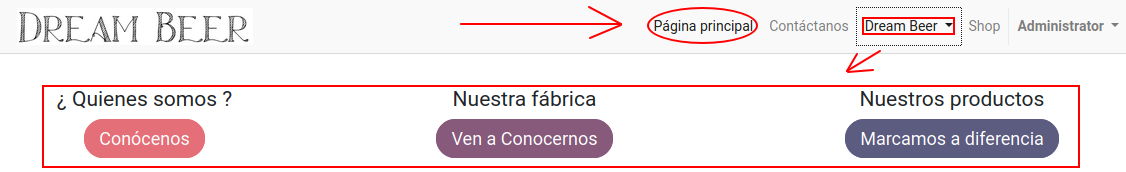 DREAM BEER
Página principal Contáctanos Dream Beer Shop Administrator
¿ Quienes somos ? Nuestra fábrica Nuestros productos
Conócenos Ven a Conocernos Marcamos a diferencia